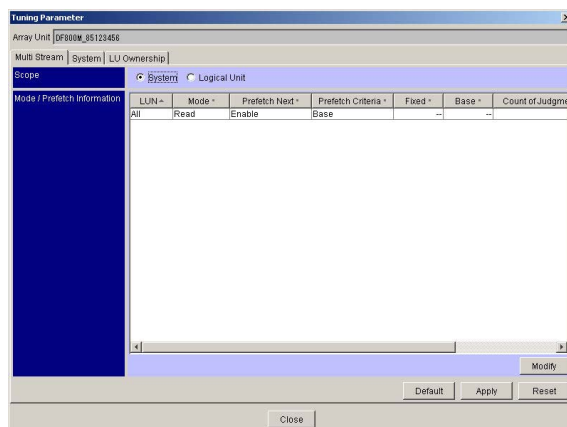 Tuning Parameter
Array Unit DF800M_85123456
Multi Stream System LU Ownership
Scope System Logical Unit
Mode / Prefetch Information LUN Mode Prefetch Next Prefetch Criteria Fixed Base Count of Judgme
All Read Enable Base -- --
Modify
Default Apply Reset
Close